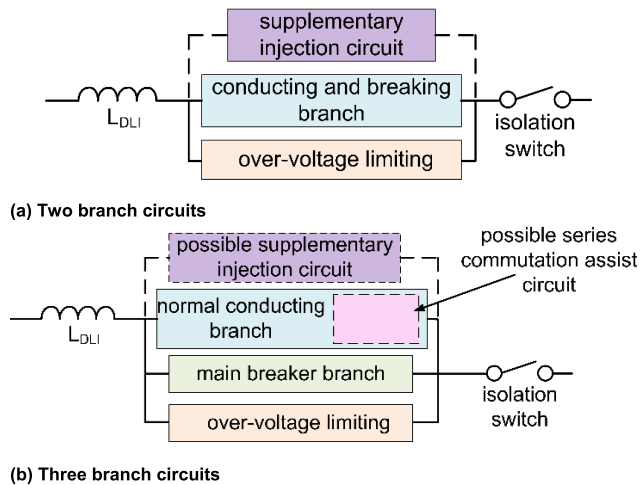 supplementary
injection circuit
conducting and breaking
branch
L_DLI
over-voltage limiting
isolation
switch
(a) Two branch circuits
possible supplementary
injection circuit
possible series
commutation assist
circuit
normal conducting
branch
L_DLI
main breaker branch
over-voltage limiting
isolation
switch
(b) Three branch circuits